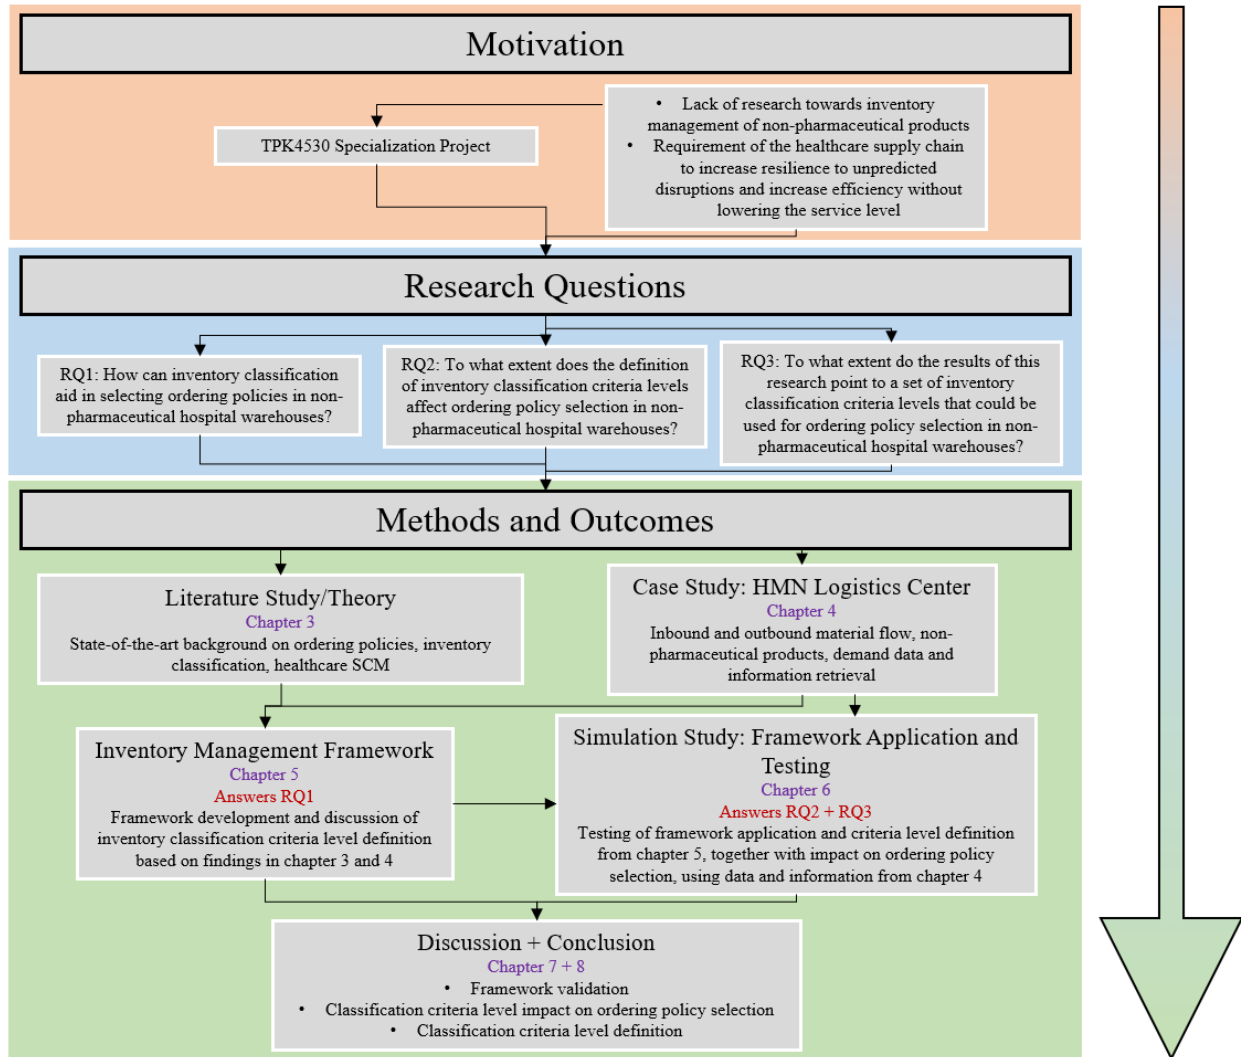 Motivation
TPK4530 Specialization Project
• Lack of research towards inventory
management of non-pharmaceutical products
• Requirement of the healthcare supply chain
to increase resilience to unpredicted
disruptions and increase efficiency without
lowering the service level
Research Questions
RQ1: How can inventory classification
aid in selecting ordering policies in non-
pharmaceutical hospital warehouses?
RQ2: To what extent does the definition
of inventory classification criteria levels
affect ordering policy selection in non-
pharmaceutical hospital warehouses?
RQ3: To what extent do the results of this
research point to a set of inventory
classification criteria levels that could be
used for ordering policy selection in non-
pharmaceutical hospital warehouses?
Methods and Outcomes
Literature Study/Theory
Chapter 3
State-of-the-art background on ordering policies, inventory
classification, healthcare SCM
Case Study: HMN Logistics Center
Chapter 4
Inbound and outbound material flow, non-
pharmaceutical products, demand data and
information retrieval
Inventory Management Framework
Chapter 5
Answers RQ1
Framework development and discussion of
inventory classification criteria level definition
based on findings in chapter 3 and 4
Simulation Study: Framework Application and
Testing
Chapter 6
Answers RQ2 + RQ3
Testing of framework application and criteria level definition
from chapter 5, together with impact on ordering policy
selection, using data and information from chapter 4
Discussion + Conclusion
Chapter 7 + 8
• Framework validation
• Classification criteria level impact on ordering policy selection
• Classification criteria level definition